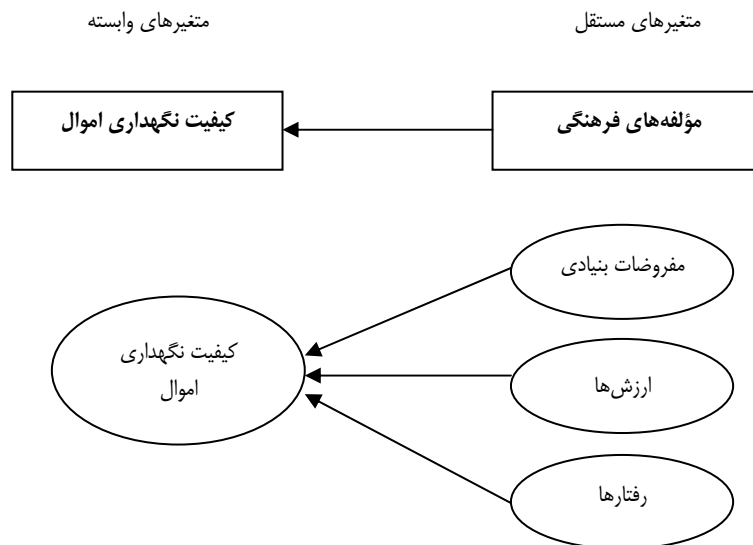 متغیرهای مستقل
متغیرهای وابسته
مؤلفه‌های فرهنگی
کیفیت نگهداری اموال
مفروضات بنیادی
کیفیت نگهداری
اموال
ارزش‌ها
رفتارها